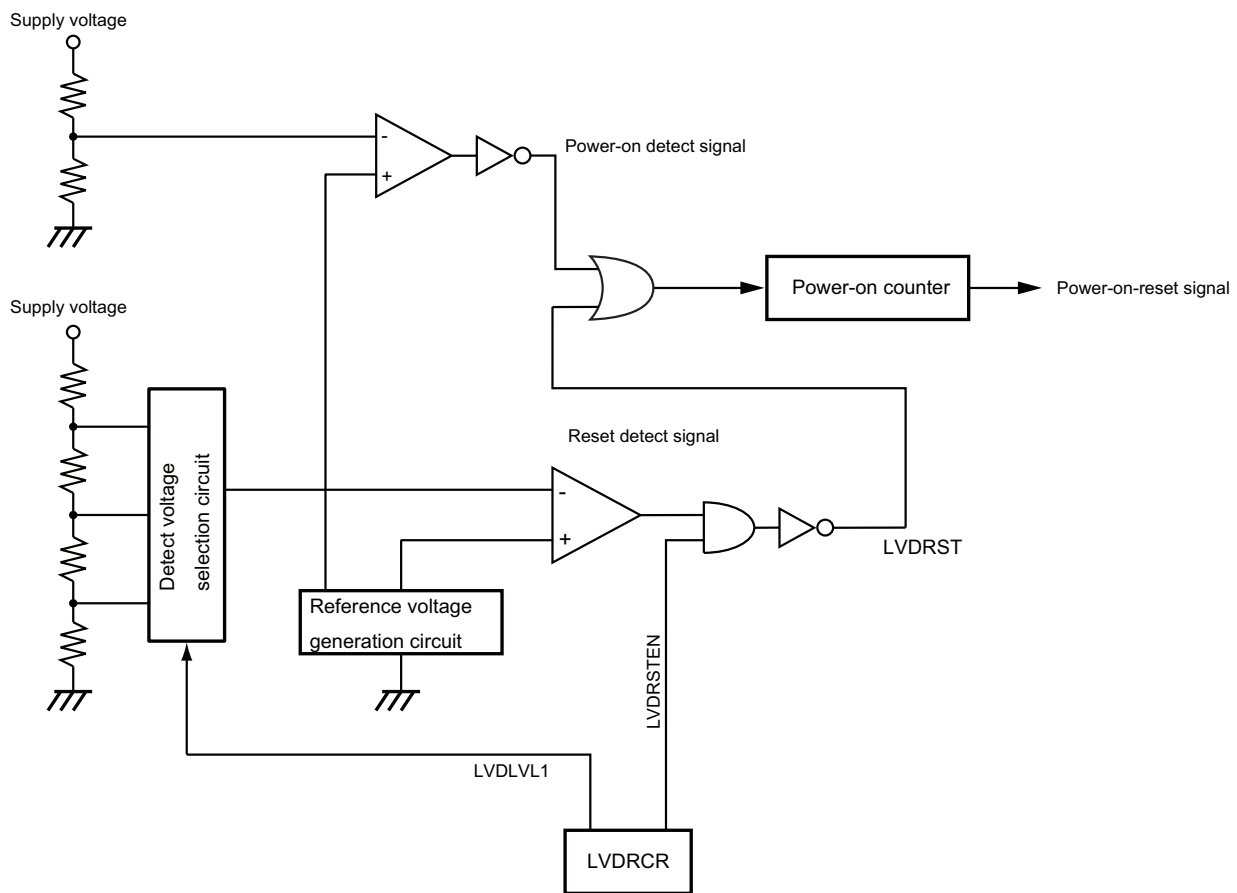 Supply voltage
-
+
Power-on detect signal
Power-on counter
Power-on-reset signal
Supply voltage
Detect voltage
selection circuit
Reset detect signal
-
+
LVDRST
Reference voltage
generation circuit
LVDRSTEN
LVDLVL1
LVDRCR